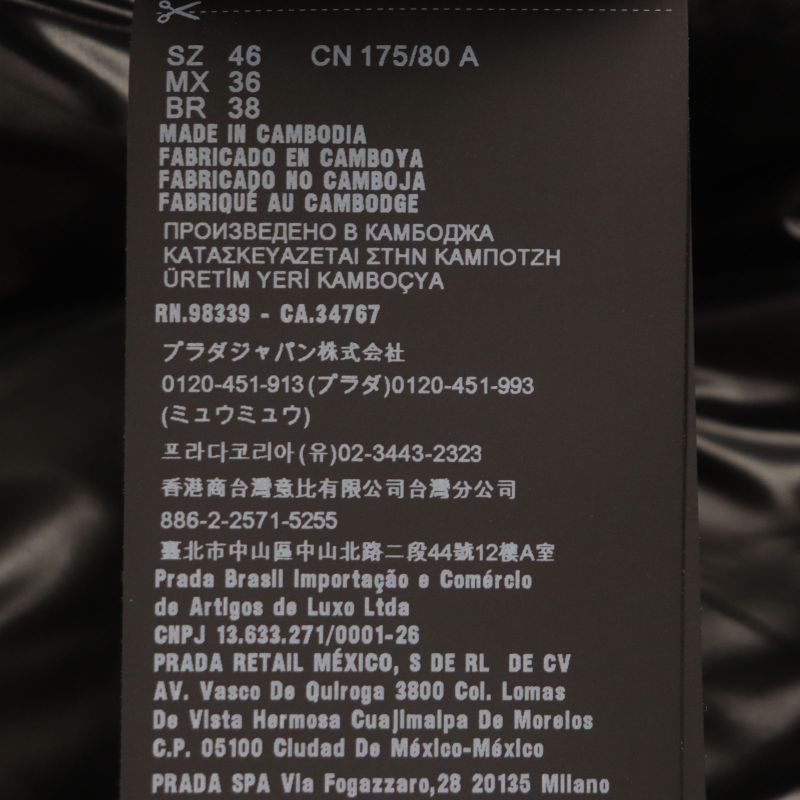 SZ 46 CN 175/80 A
MX 36
BR 38
MADE IN CAMBODIA
FABRICADO EN CAMBOYA
FABRICADO NO CAMBOJA
FABRIQUÉ AU CAMBODGE
ПРОИЗВЕДЕНО В КАМБОДЖА
ΚΑΤΑΣΚΕΥΑΖΕΤΑΙ ΣΤΗΝ ΚΑΜΠΟΤΖΗ
ÜRETİM YERİ KAMBOÇYA
RN.98339 - CA.34767
プラダジャパン株式会社
0120-451-913(プラダ)0120-451-993
(ミュウミュウ)
프라다코리아(유)02-3443-2323
香港商台灣意比有限公司台灣分公司
886-2-2571-5255
臺北市中山區中山北路二段44號12樓A室
Prada Brasil Importação e Comércio
de Artigos de Luxo Ltda
CNPJ 13.633.271/0001-26
PRADA RETAIL MÉXICO, S DE RL DE CV
AV. Vasco De Quiroga 3800 Col. Lomas
De Vista Hermosa Cuajimalpa De Morelos
C.P. 05100 Ciudad De México-México
PRADA SPA Via Fogazzaro,28 20135 Milano